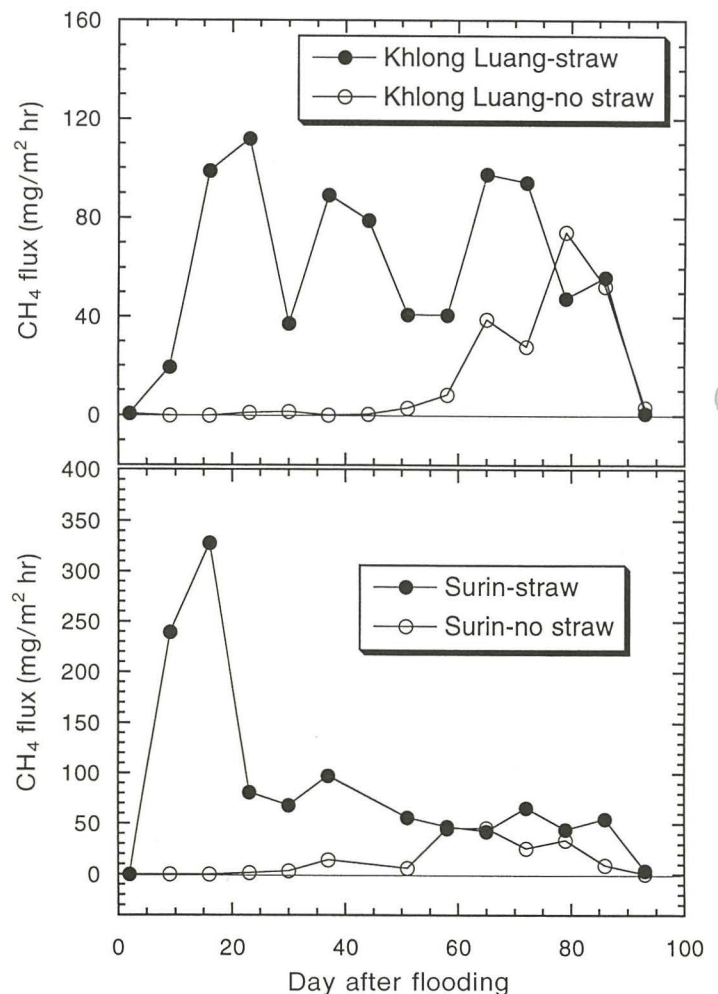 160
120
80
40
0
CH₄ flux (mg/m² hr)
Khlong Luang-straw
Khlong Luang-no straw
400
350
300
250
200
150
100
50
0
CH₄ flux (mg/m² hr)
Surin-straw
Surin-no straw
0 20 40 60 80 100
Day after flooding